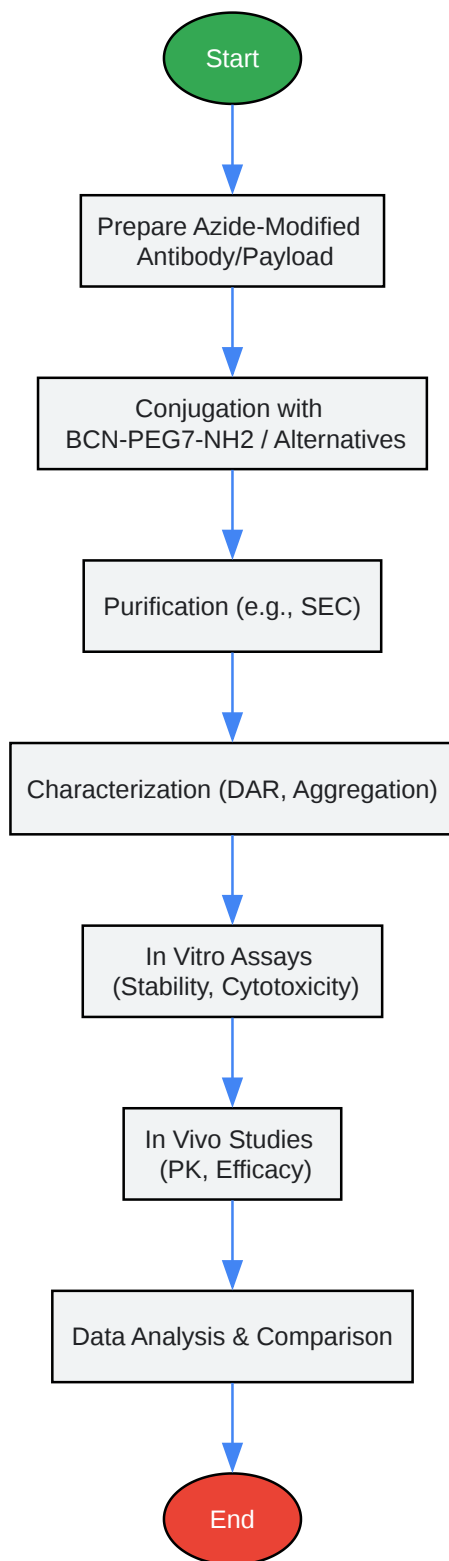 Start
Prepare Azide-Modified
Antibody/Payload
Conjugation with
BCN-PEG7-NH2 / Alternatives
Purification (e.g., SEC)
Characterization (DAR, Aggregation)
In Vitro Assays
(Stability, Cytotoxicity)
In Vivo Studies
(PK, Efficacy)
Data Analysis & Comparison
End